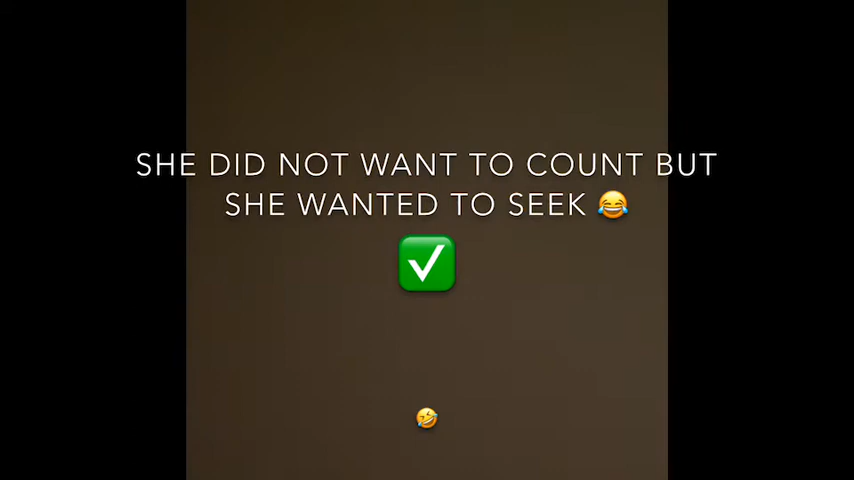 SHE DID NOT WANT TO COUNT BUT
SHE WANTED TO SEEK 😂
✅
🤣